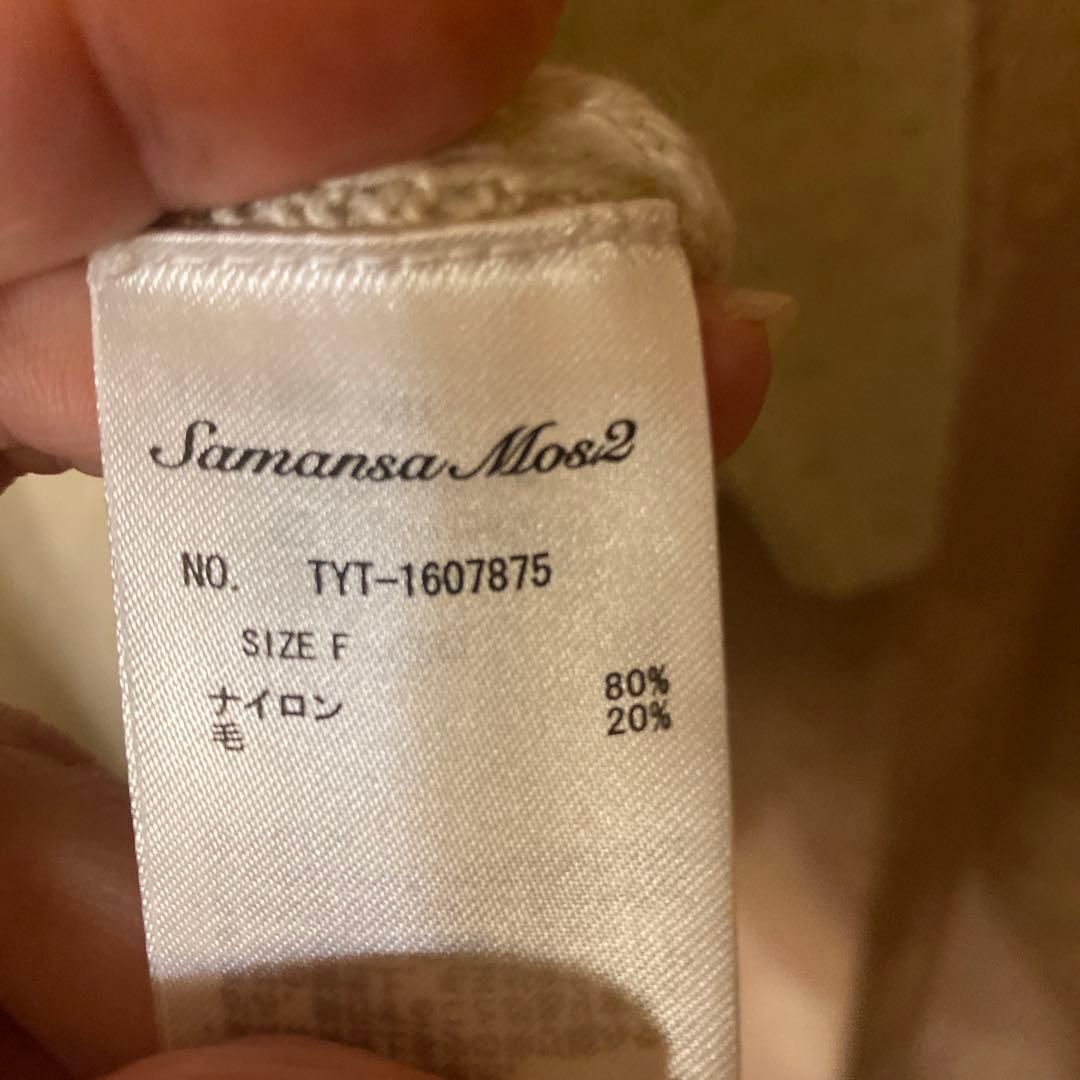 Samansa Mos2
NO. TYT-1607875
SIZE F
ナイロン 80%
毛 20%